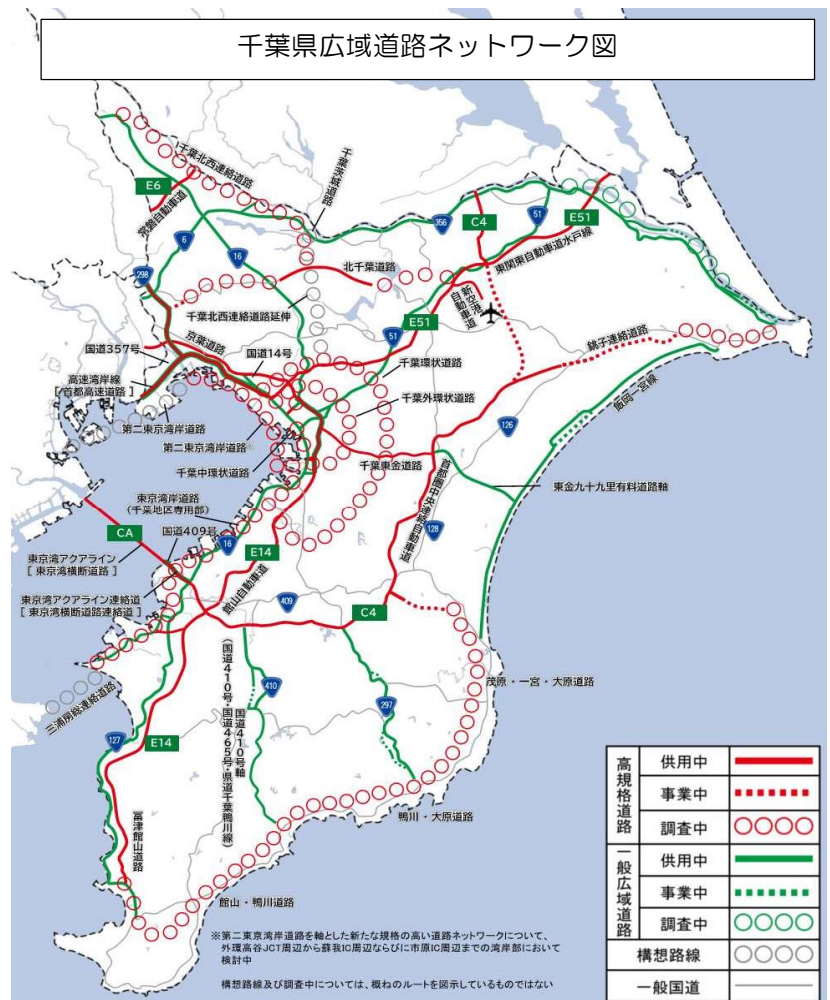 千葉県広域道路ネットワーク図
千葉北西連絡道路
千葉茨城道路
E6
常磐自動車道
6
16
356
C4
51
E51
東関東自動車道水戸線
298
北千葉道路
新空港
自動車道
千葉北西連絡道路延伸
E51
51
京葉道路
国道357号
国道14号
銚子連絡道路
高速湾岸線
[首都高速道路]
千葉環状道路
千葉外環状道路
飯岡一宮線
第二東京湾岸道路
第二東京湾岸道路※
126
千葉中環状道路
千葉東金道路
首都圏中央連絡自動車道
東金九十九里有料道路軸
東京湾岸道路
(千葉地区専用部)
CA
国道409号
16
E14
128
東京湾アクアライン
[東京湾横断道路]
館山自動車道
東京湾アクアライン連絡道
[東京湾横断道路連絡道]
409
C4
三浦房総連絡道路
国道410号軸
(国道410号・国道465号・県道千葉鴨川線)
410
297
茂原・一宮・大原道路
127
E14
富津館山道路
鴨川・大原道路
館山・鴨川道路
※第二東京湾岸道路を軸とした新たな規格の高い道路ネットワークについて、
外環高谷JCT周辺から蘇我IC周辺ならびに市原IC周辺までの湾岸部において
検討中
構想路線及び調査中については、概ねのルートを図示しているものではない
高規格道路
供用中
事業中
調査中
一般広域道路
供用中
事業中
調査中
構想路線
一般国道